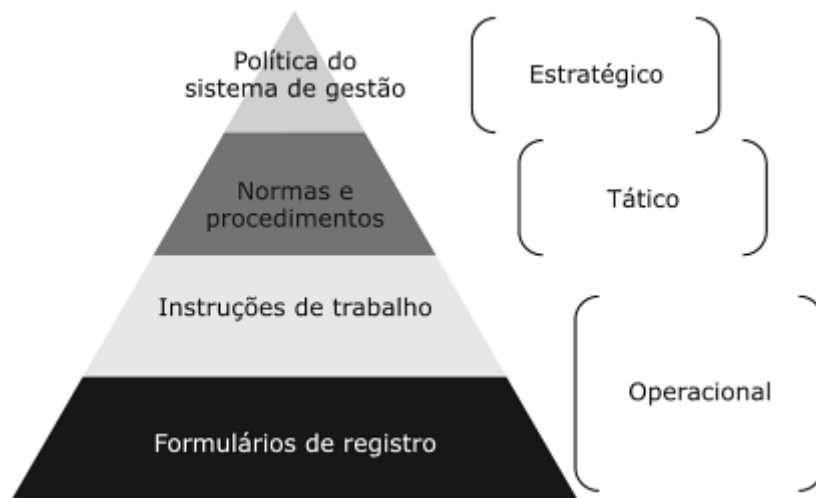 Política do
sistema de gestão
Estratégico
Normas e
procedimentos
Tático
Instruções de trabalho
Operacional
Formulários de registro